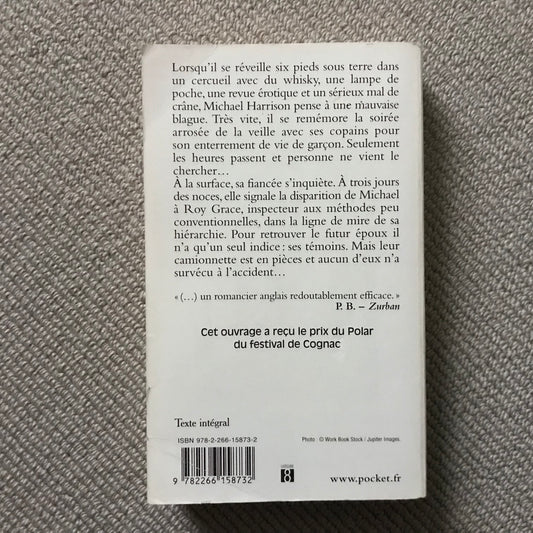 Lorsqu'il se réveille six pieds sous terre dans
un cercueil avec du whisky, une lampe de
poche, une revue érotique et un sérieux mal de
crâne, Michael Harrison pense à une mauvaise
blague. Très vite, il se remémore la soirée
arrosée de la veille avec ses copains pour
son enterrement de vie de garçon. Seulement
les heures passent et personne ne vient le
chercher…
À la surface, sa fiancée s'inquiète. À trois jours
des noces, elle signale la disparition de Michael
à Roy Grace, inspecteur aux méthodes peu
conventionnelles, dans la ligne de mire de sa
hiérarchie. Pour retrouver le futur époux il
n'a qu'un seul indice : ses témoins. Mais leur
camionnette est en pièces et aucun d'eux n'a
survécu à l'accident…
« (…) un romancier anglais redoutablement efficace. »
P. B. – Zurban
Cet ouvrage a reçu le prix du Polar
du festival de Cognac
Texte intégral
ISBN 978-2-266-15873-2
Photo : © Work Book Stock / Jupiter Images.
8
9 782266 158732
www.pocket.fr